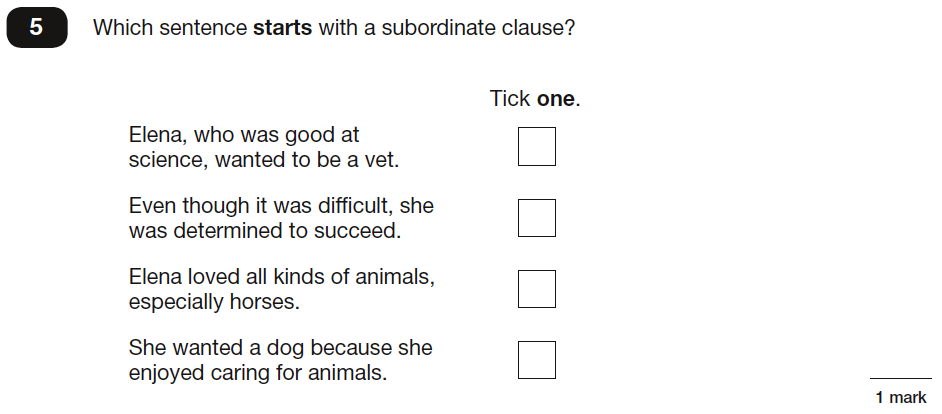 5 Which sentence starts with a subordinate clause?
Tick one.
Elena, who was good at
science, wanted to be a vet.
Even though it was difficult, she
was determined to succeed.
Elena loved all kinds of animals,
especially horses.
She wanted a dog because she
enjoyed caring for animals.
1 mark